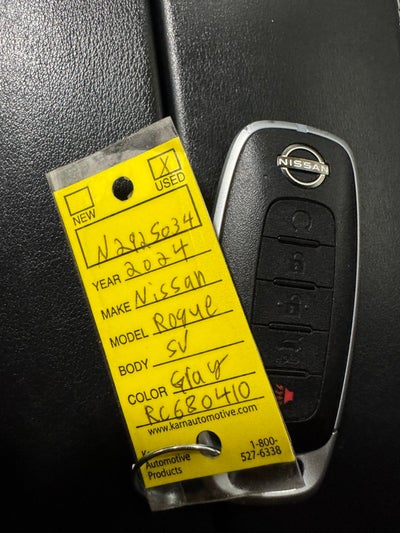 NISSAN
X
NEW
USED
N2925034
YEAR 2024
MAKE Nissan
MODEL Rogue
BODY SV
COLOR Gray
RC680410
www.karnautomotive.com
Automotive 1-800-
Products 527-6338